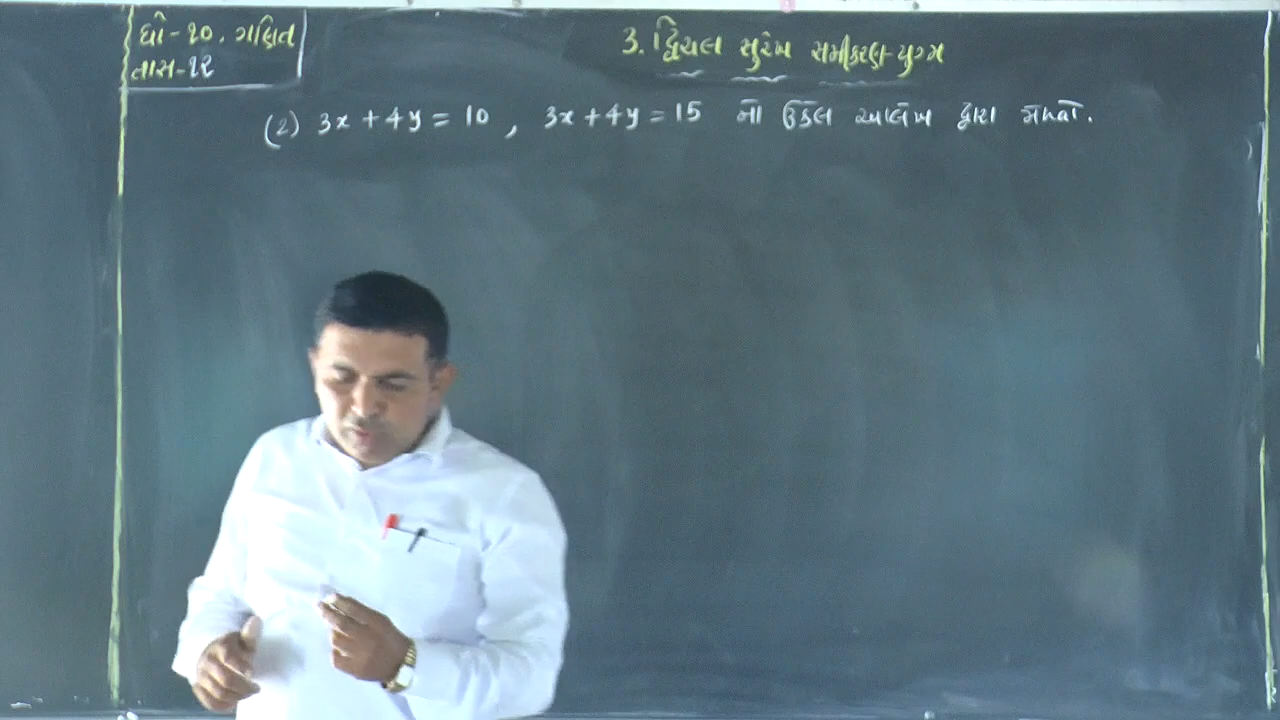 ધો-૧૦. ગણિત
તાસ-૧૨
3. દ્વિચલ સુરેખ સમીકરણ-યુગ્મ
(2) 3x + 4y = 10 , 3x + 4y = 15 નો ઉકેલ આલેખ દ્વારા મેળવો.